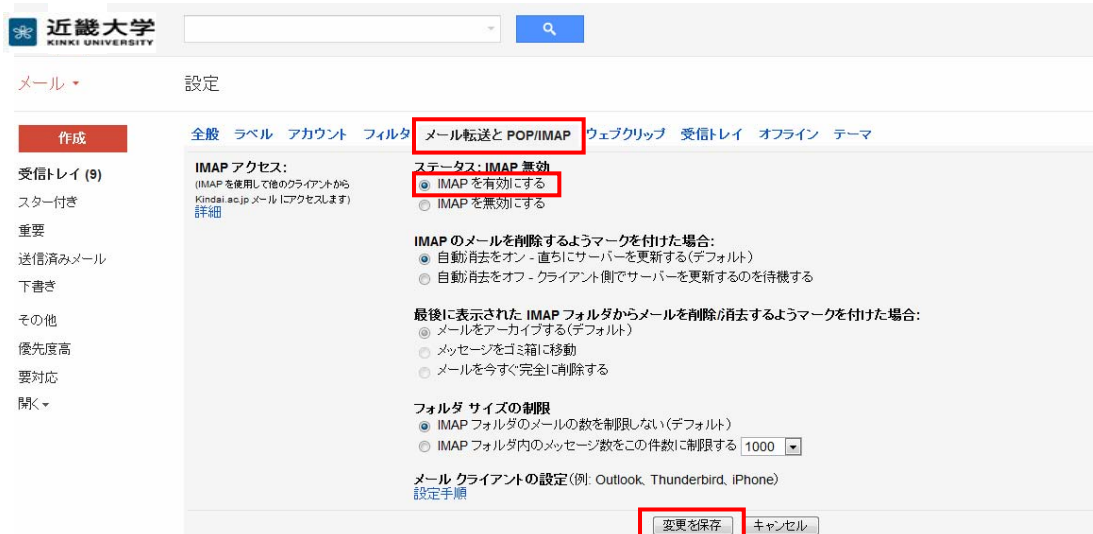 近畿大学
KINKI UNIVERSITY
メール
設定
作成
全般 ラベル アカウント フィルタ メール転送と POP/IMAP ウェブクリップ 受信トレイ オフライン テーマ
受信トレイ (9)
スター付き
重要
送信済みメール
下書き
その他
優先度高
要対応
開く
IMAP アクセス:
(IMAP を使用して他のクライアントから
Kindai.ac.jp メール にアクセスします)
詳細
ステータス: IMAP 無効
IMAP を有効にする
IMAP を無効にする
IMAP のメールを削除するようマークを付けた場合:
自動消去をオン - 直ちにサーバーを更新する(デフォルト)
自動消去をオフ - クライアント側でサーバーを更新するのを待機する
最後に表示された IMAP フォルダからメールを削除/消去するようマークを付けた場合:
メールをアーカイブする(デフォルト)
メッセージをゴミ箱に移動
メールを今すぐ完全に削除する
フォルダ サイズの制限
IMAP フォルダのメールの数を制限しない(デフォルト)
IMAP フォルダ内のメッセージ数をこの件数に制限する 1000
メール クライアントの設定(例: Outlook, Thunderbird, iPhone)
設定手順
変更を保存 キャンセル